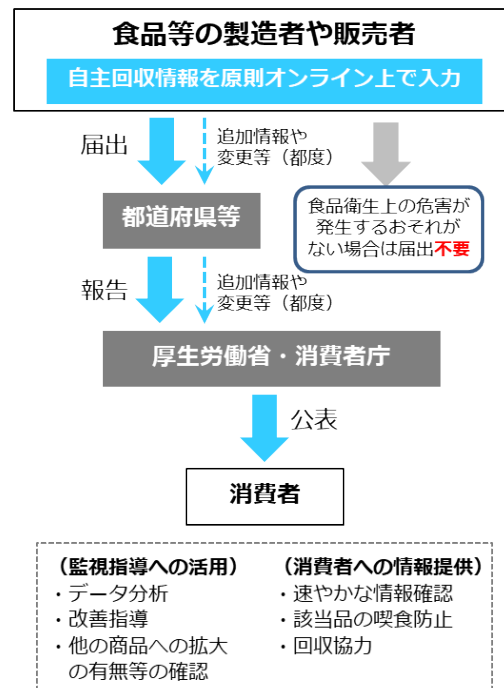 食品等の製造者や販売者
自主回収情報を原則オンライン上で入力
届出
追加情報や
変更等（都度）
食品衛生上の危害が
発生するおそれが
ない場合は届出不要
都道府県等
報告
追加情報や
変更等（都度）
厚生労働省・消費者庁
公表
消費者
（監視指導への活用）
・データ分析
・改善指導
・他の商品への拡大
の有無等の確認
（消費者への情報提供）
・速やかな情報確認
・該当品の喫食防止
・回収協力